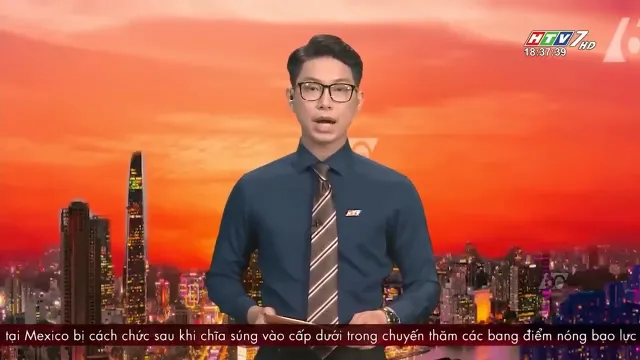 HTV7 HD
18:37:39
HTV
tại Mexico bị cách chức sau khi chĩa súng vào cấp dưới trong chuyến thăm các bang điểm nóng bạo lực